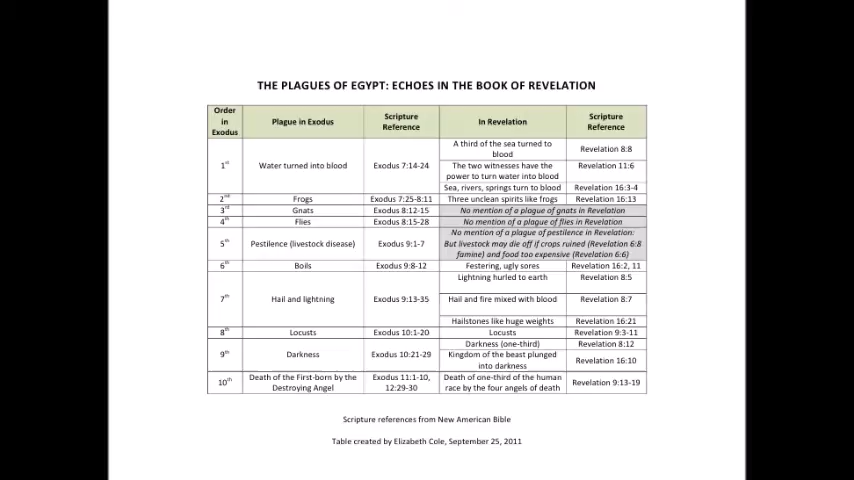 THE PLAGUES OF EGYPT: ECHOES IN THE BOOK OF REVELATION
Order in Exodus Plague in Exodus Scripture Reference In Revelation Scripture Reference
1st Water turned into blood Exodus 7:14-24 A third of the sea turned to blood Revelation 8:8
The two witnesses have the power to turn water into blood Revelation 11:6
Sea, rivers, springs turn to blood Revelation 16:3-4
2nd Frogs Exodus 7:25-8:11 Three unclean spirits like frogs Revelation 16:13
3rd Gnats Exodus 8:12-15 No mention of a plague of gnats in Revelation
4th Flies Exodus 8:15-28 No mention of a plague of flies in Revelation
5th Pestilence (livestock disease) Exodus 9:1-7 No mention of a plague of pestilence in Revelation: But livestock may die off if crops ruined (Revelation 6:8 famine) and food too expensive (Revelation 6:6)
6th Boils Exodus 9:8-12 Festering, ugly sores Revelation 16:2, 11
7th Hail and lightning Exodus 9:13-35 Lightning hurled to earth Revelation 8:5
Hail and fire mixed with blood Revelation 8:7
Hailstones like huge weights Revelation 16:21
8th Locusts Exodus 10:1-20 Locusts Revelation 9:3-11
9th Darkness Exodus 10:21-29 Darkness (one-third) Revelation 8:12
Kingdom of the beast plunged into darkness Revelation 16:10
10th Death of the First-born by the Destroying Angel Exodus 11:1-10, 12:29-30 Death of one-third of the human race by the four angels of death Revelation 9:13-19
Scripture references from New American Bible
Table created by Elizabeth Cole, September 25, 2011